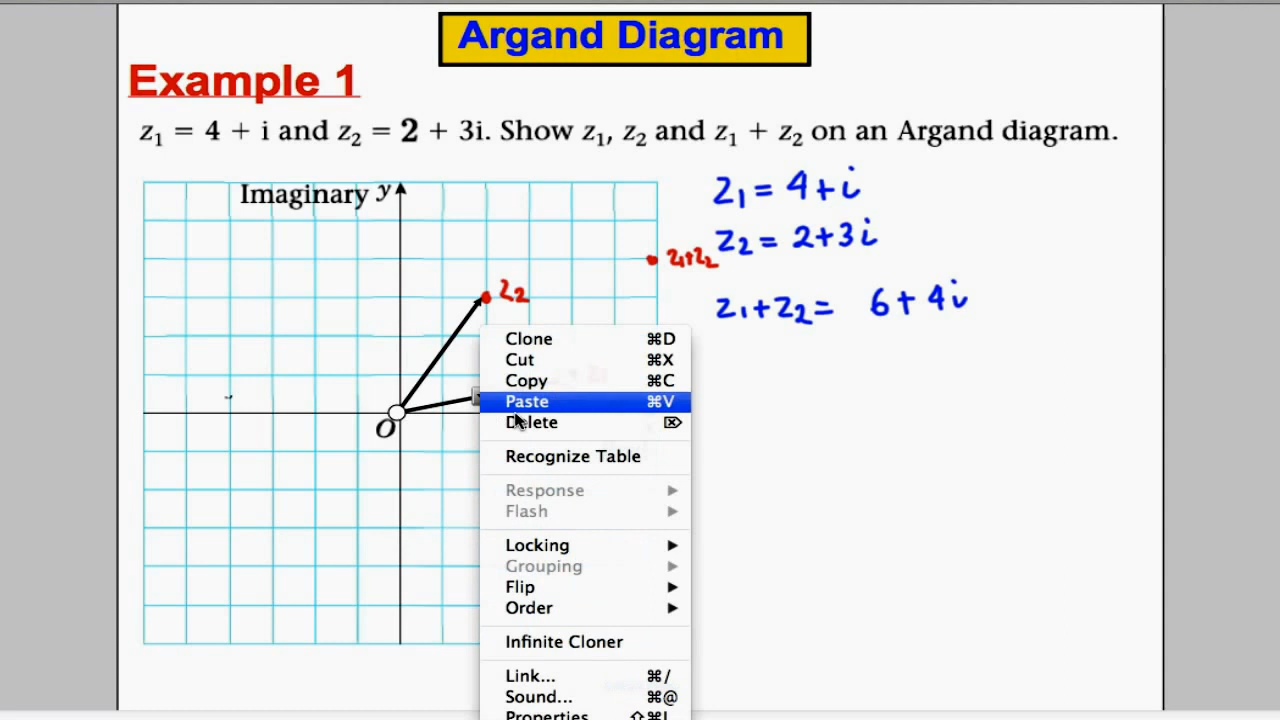 Argand Diagram
Example 1
z₁ = 4 + i and z₂ = 2 + 3i. Show z₁, z₂ and z₁ + z₂ on an Argand diagram.
Imaginary y
z₁ = 4+i
z₂ = 2+3i
z₁+z₂
z₂
z₁+z₂ = 6+4i
O
Clone ⌘D
Cut ⌘X
Copy ⌘C
Paste ⌘V
Delete ⌦
Recognize Table
Response ▶
Flash ▶
Locking ▶
Grouping ▶
Flip ▶
Order ▶
Infinite Cloner
Link... ⌘/
Sound... ⌘@
Properties